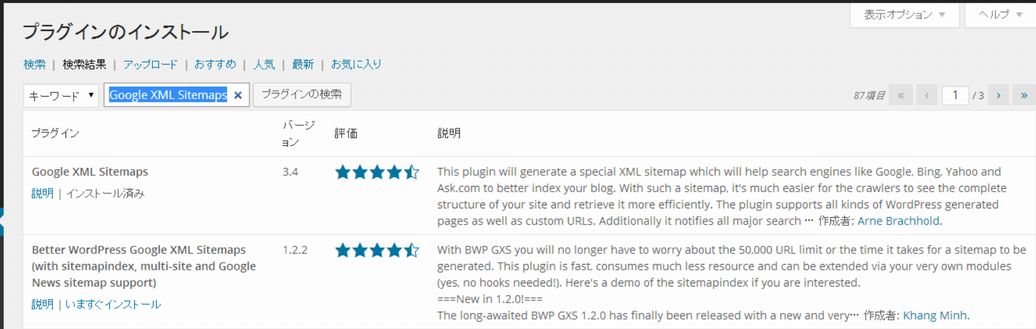 表示オプション ▼ ヘルプ ▼
プラグインのインストール
検索 | 検索結果 | アップロード | おすすめ | 人気 | 最新 | お気に入り
キーワード ▼ Google XML Sitemaps × プラグインの検索 87項目 « ‹ 1 / 3 › »
プラグイン バージョン 評価 説明
Google XML Sitemaps 3.4
説明 | インストール済み
This plugin will generate a special XML sitemap which will help search engines like Google, Bing, Yahoo and
Ask.com to better index your blog. With such a sitemap, it's much easier for the crawlers to see the complete
structure of your site and retrieve it more efficiently. The plugin supports all kinds of WordPress generated
pages as well as custom URLs. Additionally it notifies all major search … 作成者: Arne Brachhold.
Better WordPress Google XML Sitemaps 1.2.2
(with sitemapindex, multi-site and Google
News sitemap support)
説明 | いますぐインストール
With BWP GXS you will no longer have to worry about the 50,000 URL limit or the time it takes for a sitemap to be
generated. This plugin is fast, consumes much less resource and can be extended via your very own modules
(yes, no hooks needed!). Here's a demo of the sitemapindex if you are interested.
===New in 1.2.0!===
The long-awaited BWP GXS 1.2.0 has finally been released with a new and very… 作成者: Khang Minh.